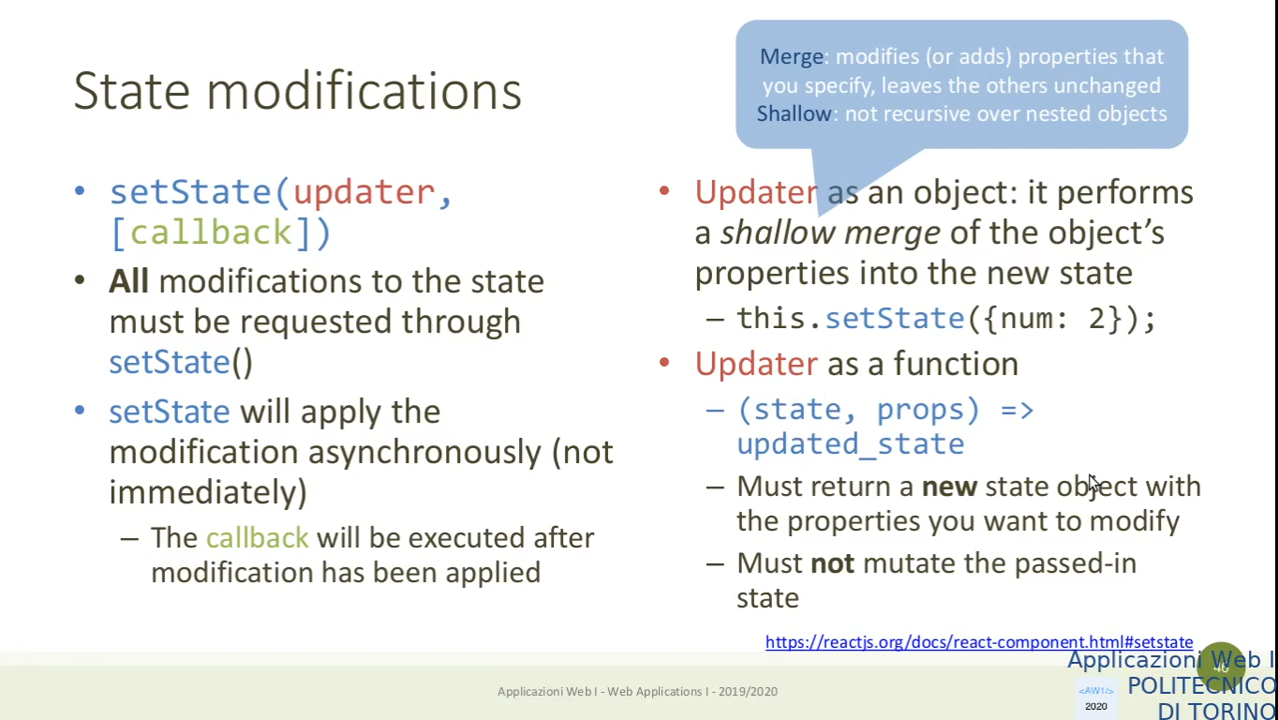 State modifications
Merge: modifies (or adds) properties that
you specify, leaves the others unchanged
Shallow: not recursive over nested objects
• setState(updater,
[callback])
• All modifications to the state
must be requested through
setState()
• setState will apply the
modification asynchronously (not
immediately)
– The callback will be executed after
modification has been applied
• Updater as an object: it performs
a shallow merge of the object’s
properties into the new state
– this.setState({num: 2});
• Updater as a function
– (state, props) =>
updated_state
– Must return a new state object with
the properties you want to modify
– Must not mutate the passed-in
state
https://reactjs.org/docs/react-component.html#setstate
Applicazioni Web I - Web Applications I - 2019/2020
Applicazioni Web I
POLITECNICO
DI TORINO
<AW1/>
2020